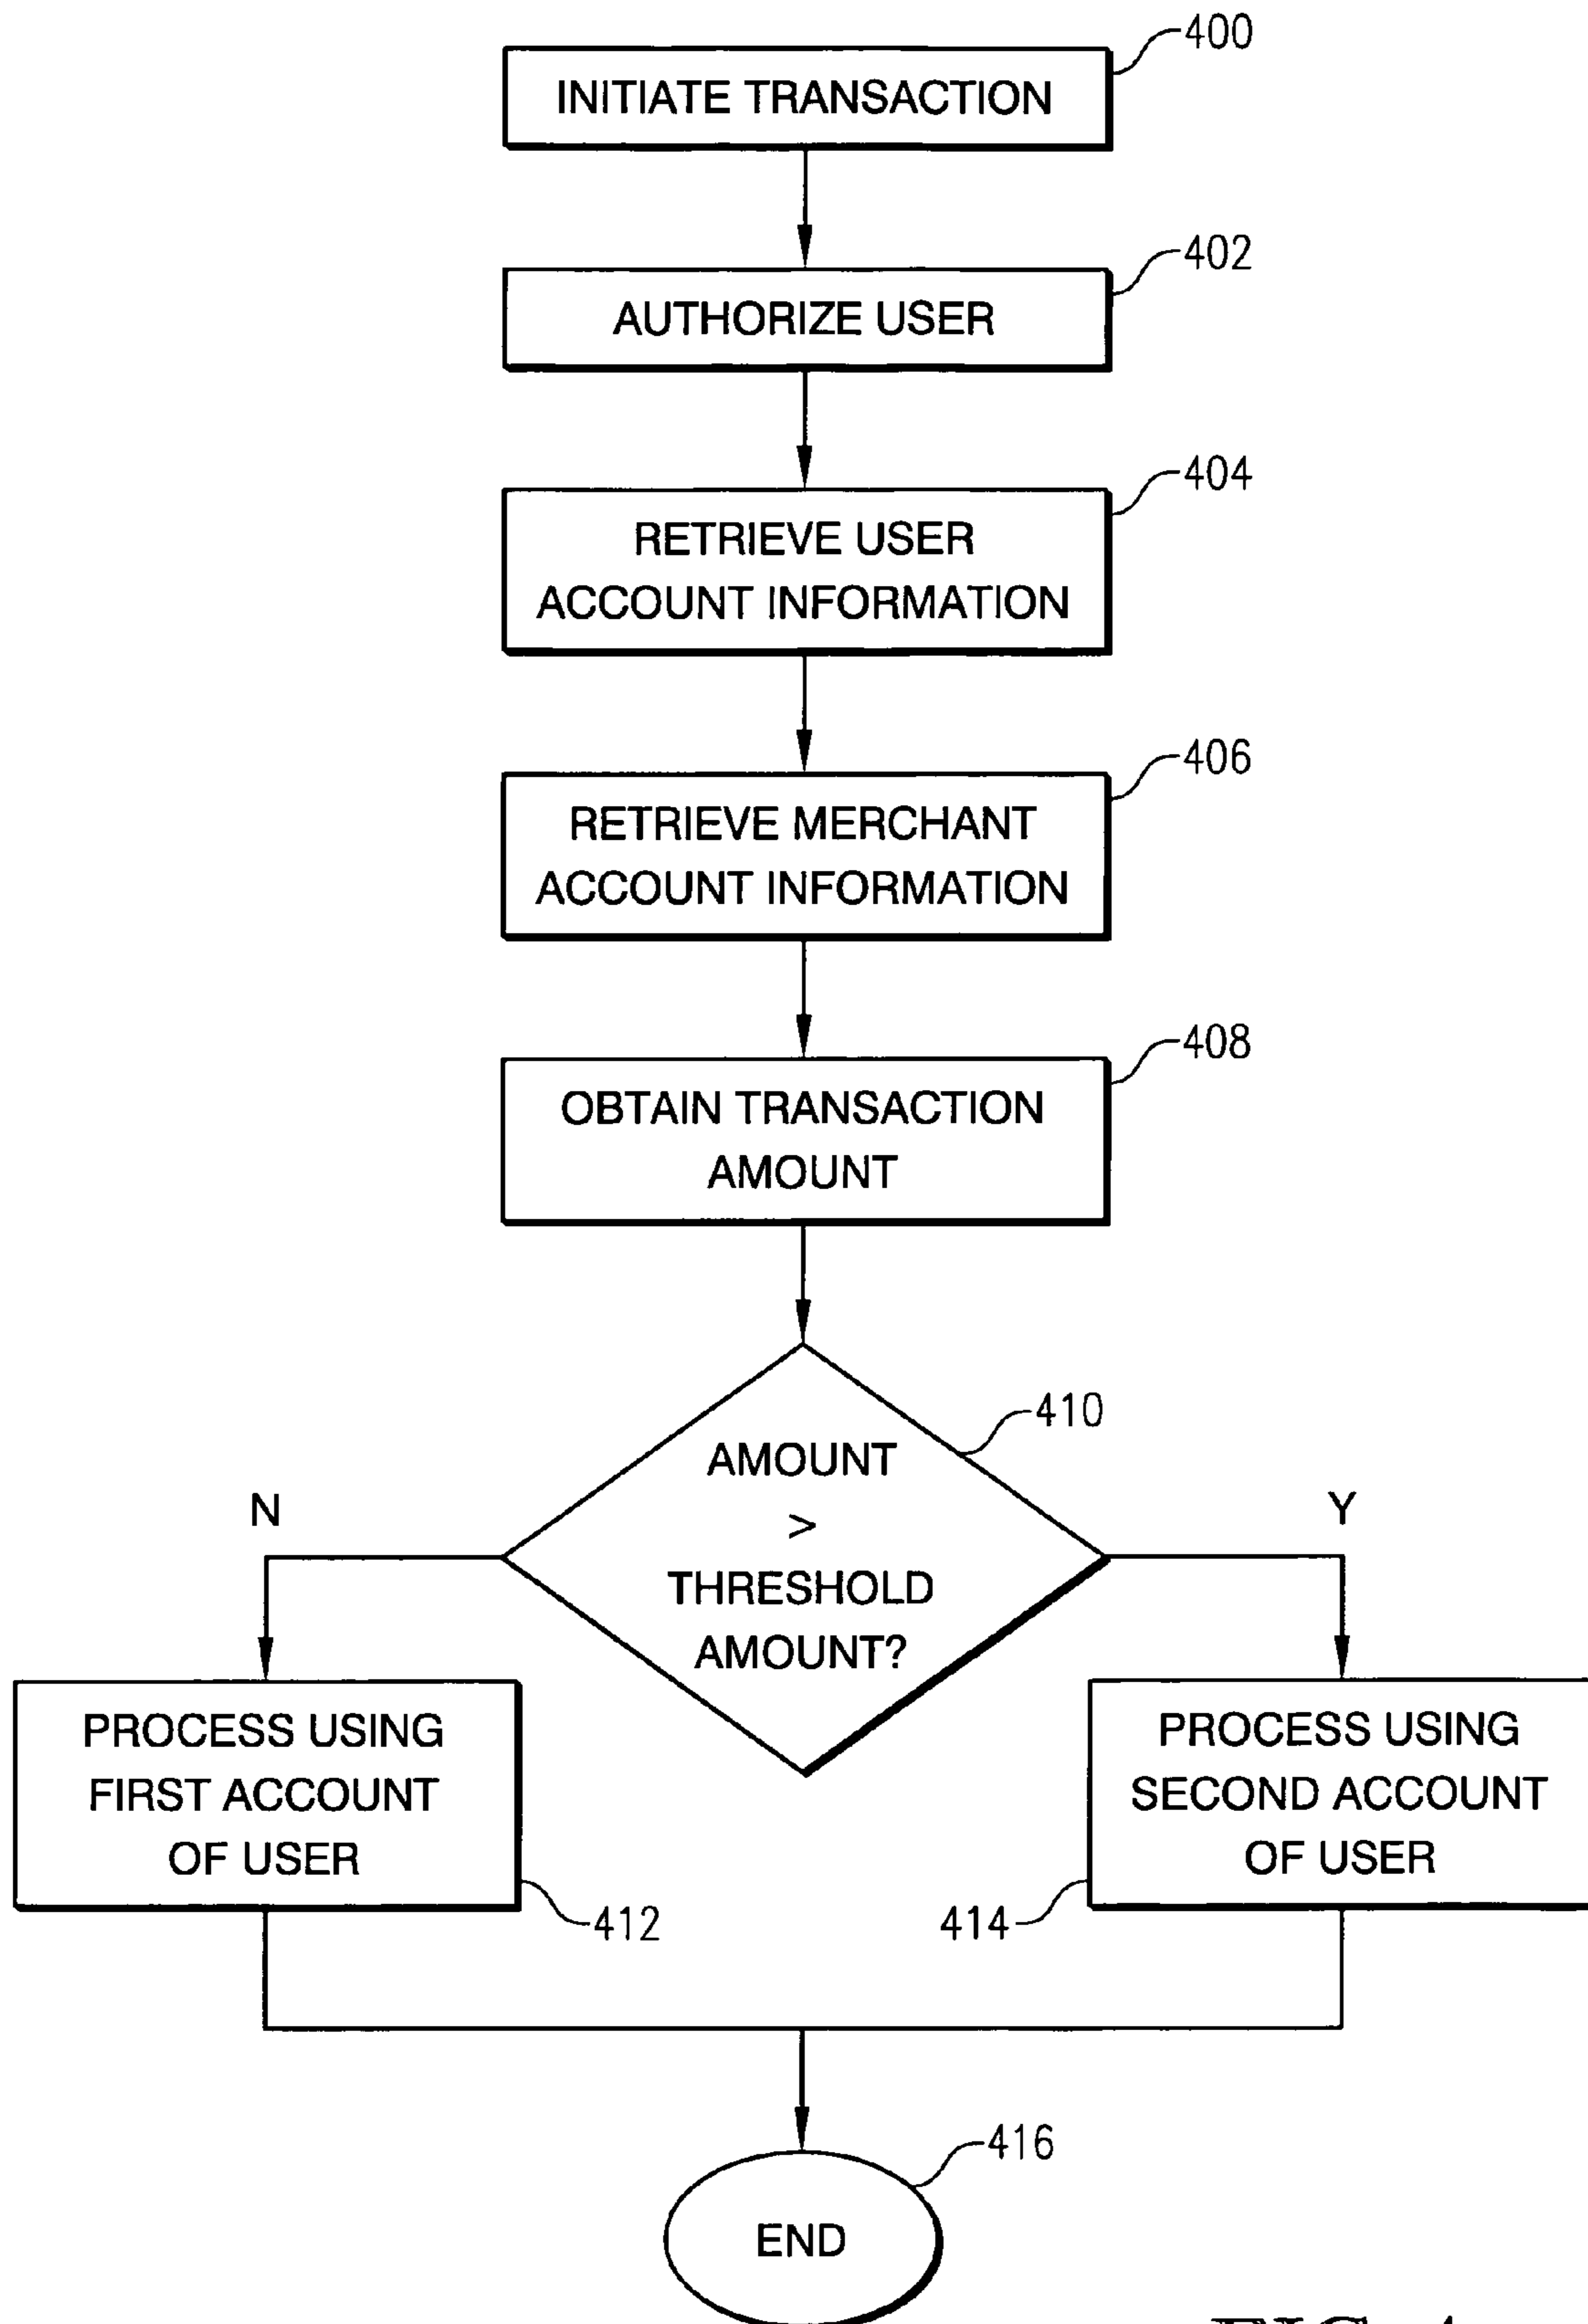 400
INITIATE TRANSACTION
402
AUTHORIZE USER
404
RETRIEVE USER
ACCOUNT INFORMATION
406
RETRIEVE MERCHANT
ACCOUNT INFORMATION
408
OBTAIN TRANSACTION
AMOUNT
410
AMOUNT
>
THRESHOLD
AMOUNT?
N
Y
PROCESS USING
FIRST ACCOUNT
OF USER
412
PROCESS USING
SECOND ACCOUNT
OF USER
414
416
END